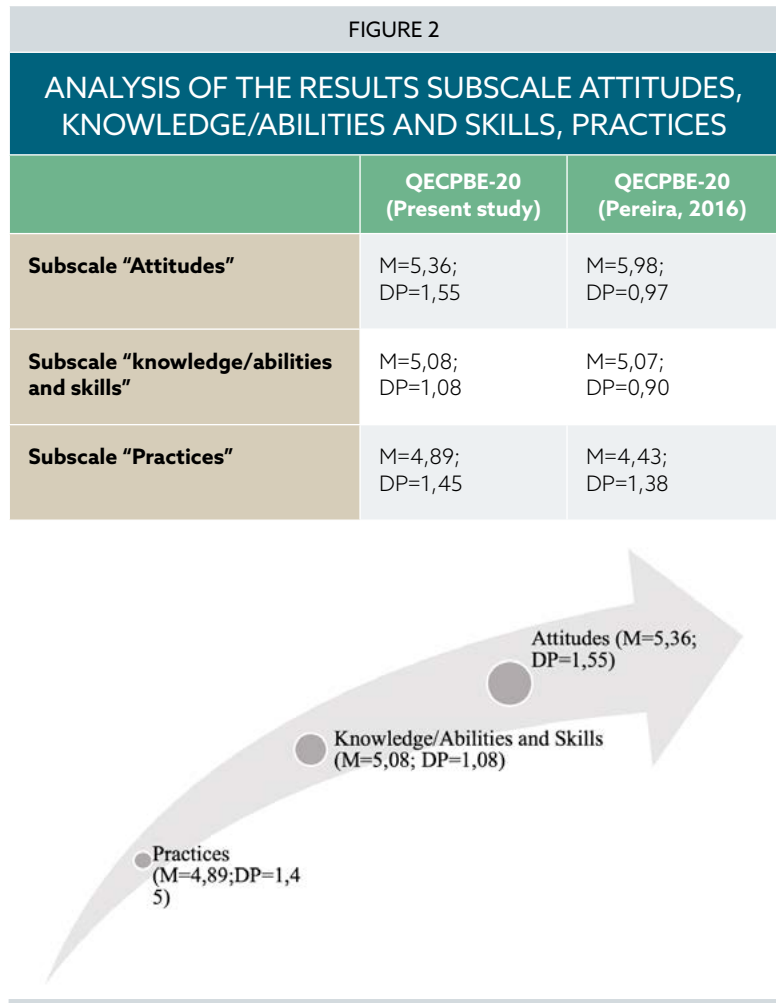 FIGURE 2
ANALYSIS OF THE RESULTS SUBSCALE ATTITUDES,
KNOWLEDGE/ABILITIES AND SKILLS, PRACTICES
QECPBE-20
(Present study)
QECPBE-20
(Pereira, 2016)
Subscale “Attitudes”
M=5,36;
DP=1,55
M=5,98;
DP=0,97
Subscale “knowledge/abilities
and skills”
M=5,08;
DP=1,08
M=5,07;
DP=0,90
Subscale “Practices”
M=4,89;
DP=1,45
M=4,43;
DP=1,38
Attitudes (M=5,36;
DP=1,55)
Knowledge/Abilities and Skills
(M=5,08; DP=1,08)
Practices
(M=4,89;DP=1,4
5)